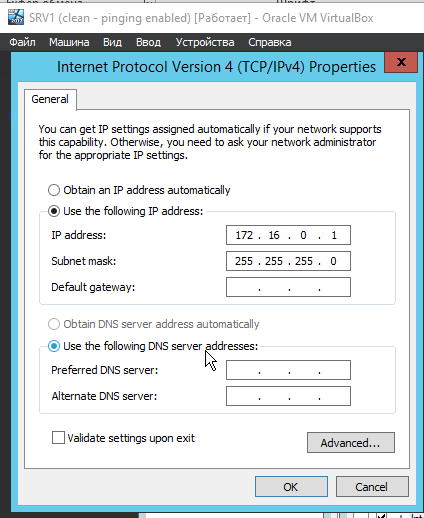 SRV1 (clean - pinging enabled) [Работает] - Oracle VM VirtualBox
Файл Машина Вид Ввод Устройства Справка
Internet Protocol Version 4 (TCP/IPv4) Properties
x
General
You can get IP settings assigned automatically if your network supports
this capability. Otherwise, you need to ask your network administrator
for the appropriate IP settings.
Obtain an IP address automatically
Use the following IP address:
IP address: 172 . 16 . 0 . 1
Subnet mask: 255 . 255 . 255 . 0
Default gateway: . . .
Obtain DNS server address automatically
Use the following DNS server addresses:
Preferred DNS server: . . .
Alternate DNS server: . . .
Validate settings upon exit
Advanced...
OK Cancel